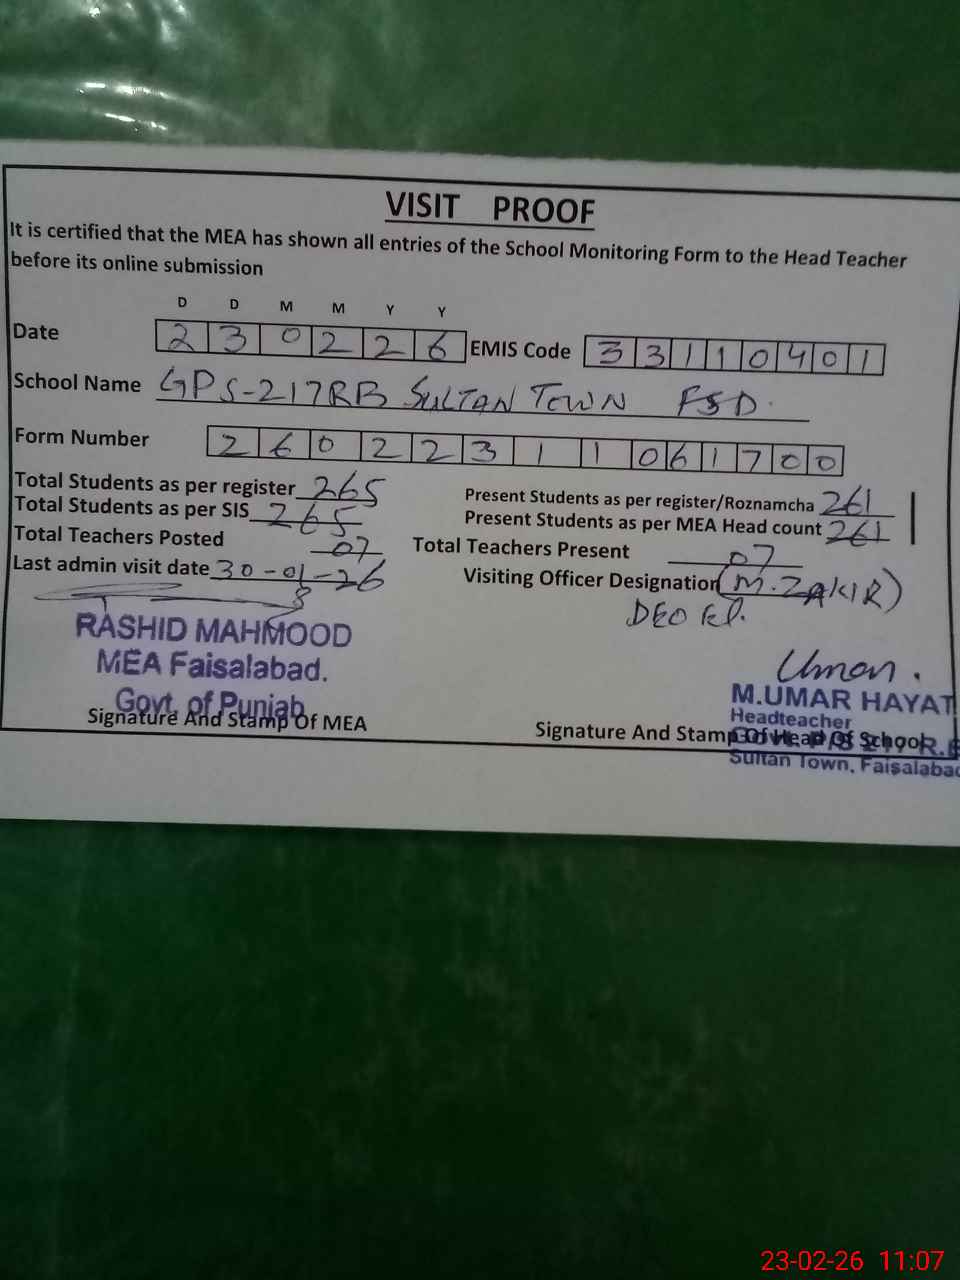 VISIT PROOF
It is certified that the MEA has shown all entries of the School Monitoring Form to the Head Teacher
before its online submission
D D M M Y Y
Date 2 3 0 2 2 6 EMIS Code 3 3 1 1 0 4 0 1
School Name GPS-217RB SULTAN TOWN FSD.
Form Number 2 6 0 2 2 3 1 1 0 6 1 7 0 0
Total Students as per register 265 Present Students as per register/Roznamcha 261
Total Students as per SIS 265 Present Students as per MEA Head count 261
Total Teachers Posted 07 Total Teachers Present 07
Last admin visit date 30-01-26 Visiting Officer Designation (M.ZAKIR)
DEO
RASHID MAHMOOD
MEA Faisalabad.
Govt. of Punjab
Signature And Stamp Of MEA
Umar.
M.UMAR HAYAT
Headteacher
Signature And Stamp Of Head Of School
Sultan Town, Faisalabad
23-02-26 11:07